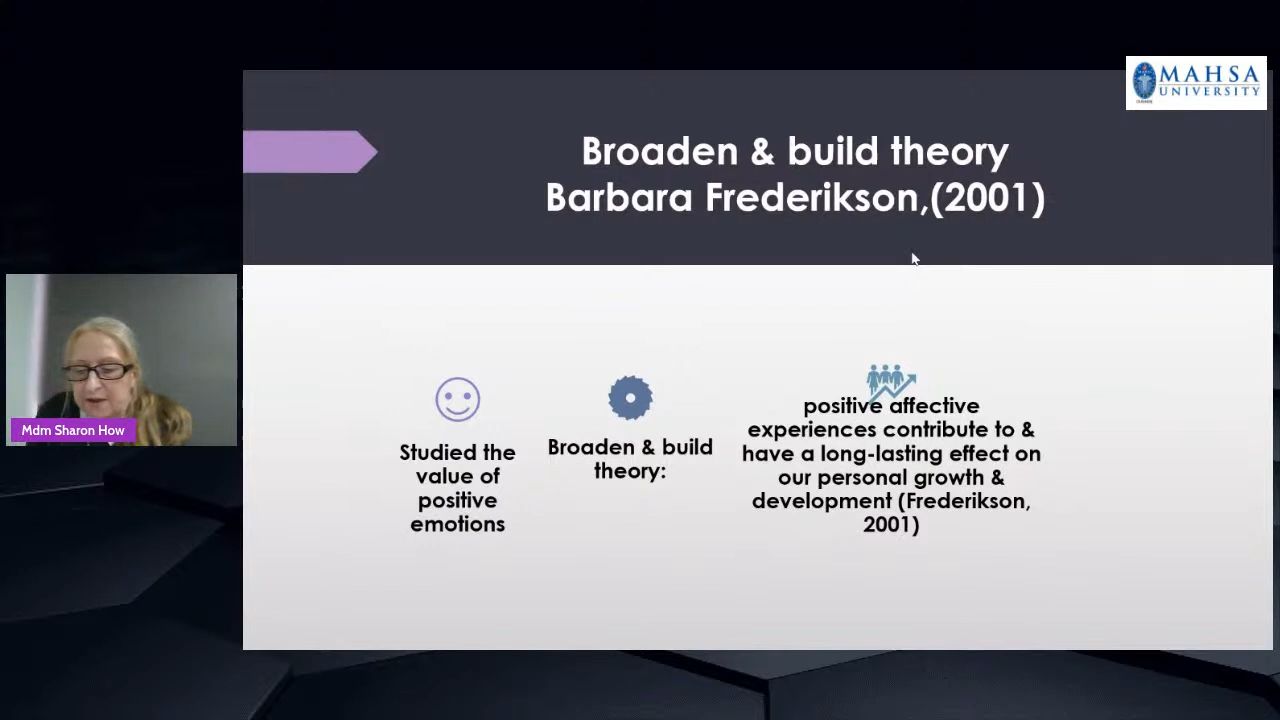 MAHSA
UNIVERSITY
Broaden & build theory
Barbara Frederikson,(2001)
Mdm Sharon How
Studied the
value of
positive
emotions
Broaden & build
theory:
positive affective
experiences contribute to &
have a long-lasting effect on
our personal growth &
development (Frederikson,
2001)